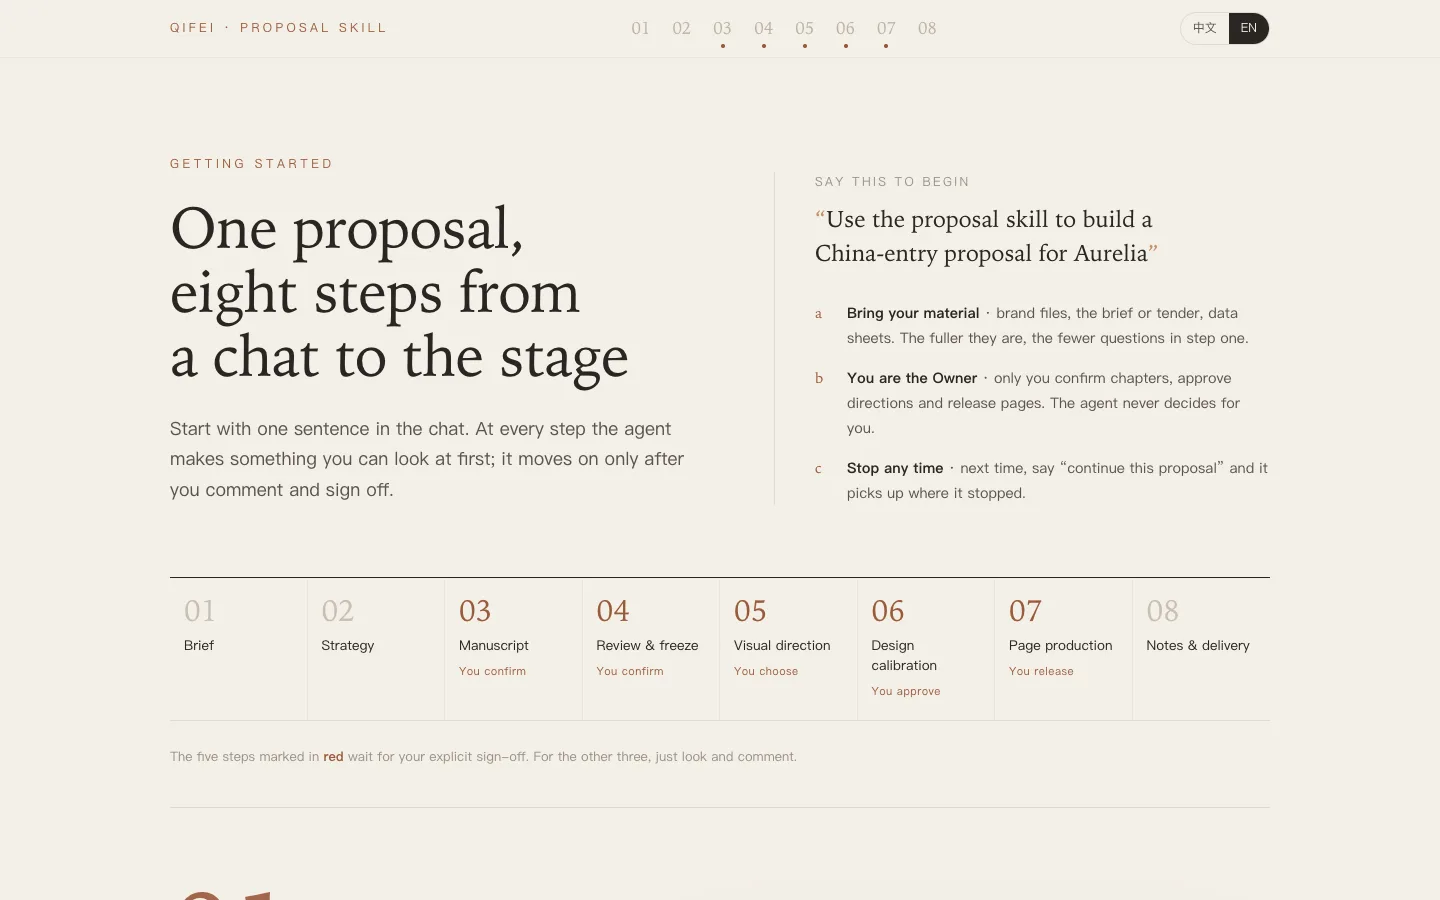 QIFEI · PROPOSAL SKILL
01 02 03 04 05 06 07 08
中文 EN
GETTING STARTED
One proposal,
eight steps from
a chat to the stage
Start with one sentence in the chat. At every step the agent
makes something you can look at first; it moves on only after
you comment and sign off.
SAY THIS TO BEGIN
“Use the proposal skill to build a
China-entry proposal for Aurelia”
a Bring your material · brand files, the brief or tender, data
sheets. The fuller they are, the fewer questions in step one.
b You are the Owner · only you confirm chapters, approve
directions and release pages. The agent never decides for
you.
c Stop any time · next time, say “continue this proposal” and it
picks up where it stopped.
01
Brief
02
Strategy
03
Manuscript
You confirm
04
Review & freeze
You confirm
05
Visual direction
You choose
06
Design
calibration
You approve
07
Page production
You release
08
Notes & delivery
The five steps marked in red wait for your explicit sign-off. For the other three, just look and comment.
01